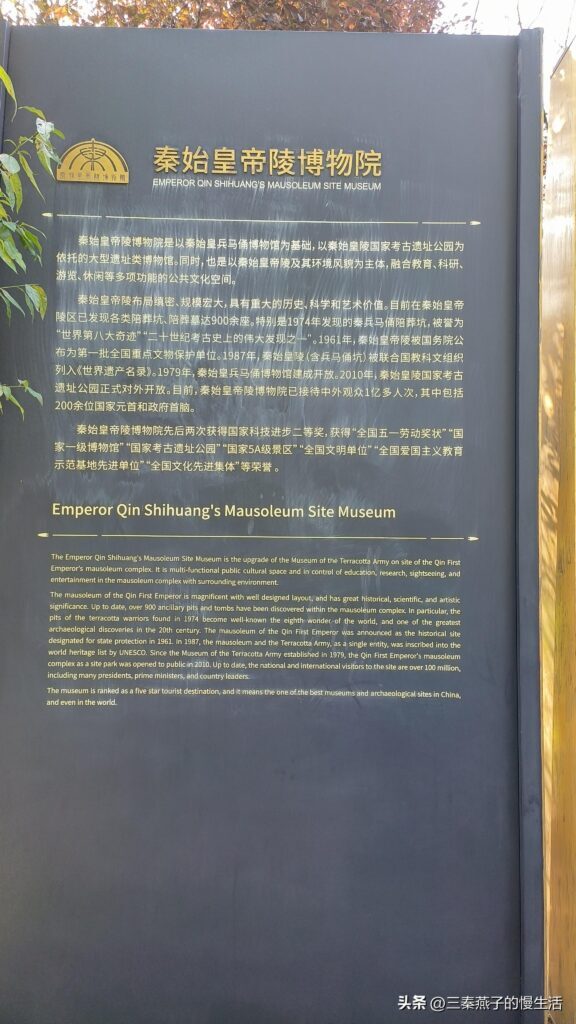 秦始皇帝陵博物院
EMPEROR QIN SHIHUANG'S MAUSOLEUM SITE MUSEUM
秦始皇帝陵博物院是以秦始皇兵马俑博物馆为基础，以秦始皇陵国家考古遗址公园为
依托的大型遗址类博物馆。同时，也是以秦始皇帝陵及其环境风貌为主体，融合教育、科研、
游览、休闲等多项功能的公共文化空间。
秦始皇帝陵布局缜密、规模宏大，具有重大的历史、科学和艺术价值。目前在秦始皇帝
陵区已发现各类陪葬坑、陪葬墓达900余座。特别是1974年发现的秦兵马俑陪葬坑，被誉为
“世界第八大奇迹”“二十世纪考古史上的伟大发现之一”。1961年，秦始皇帝陵被国务院公
布为第一批全国重点文物保护单位。1987年，秦始皇陵（含兵马俑坑）被联合国教科文组织
列入《世界遗产名录》。1979年，秦始皇兵马俑博物馆建成开放。2010年，秦始皇陵国家考古
遗址公园正式对外开放。目前，秦始皇帝陵博物院已接待中外观众1亿多人次，其中包括
200余位国家元首和政府首脑。
秦始皇帝陵博物院先后两次获得国家科技进步二等奖，获得“全国五一劳动奖状”“国
家一级博物馆”“国家考古遗址公园”“国家5A级景区”“全国文明单位”“全国爱国主义教育
示范基地先进单位”“全国文化先进集体”等荣誉。
Emperor Qin Shihuang's Mausoleum Site Museum
The Emperor Qin Shihuang's Mausoleum Site Museum is the upgrade of the Museum of the Terracotta Army on site of the Qin First
Emperor's mausoleum complex. It is multi-functional public cultural space and in control of education, research, sightseeing, and
entertainment in the mausoleum complex with surrounding environment.
The mausoleum of the Qin First Emperor is magnificent with well designed layout, and has great historical, scientific, and artistic
significance. Up to date, over 900 ancillary pits and tombs have been discovered within the mausoleum complex. In particular, the
pits of the terracotta warriors found in 1974 become well-known the eighth wonder of the world, and one of the greatest
archaeological discoveries in the 20th century. The mausoleum of the Qin First Emperor was announced as the historical site
designated for state protection in 1961. In 1987, the mausoleum and the Terracotta Army, as a single entity, was inscribed into the
world heritage list by UNESCO. Since the Museum of the Terracotta Army established in 1979, the Qin First Emperor's mausoleum
complex as a site park was opened to public in 2010. Up to date, the national and international visitors to the site are over 100 million,
including many presidents, prime ministers, and country leaders.
The museum is ranked as a five star tourist destination, and it means the one of the best museums and archaeological sites in China,
and even in the world.
头条 @三秦燕子的慢生活